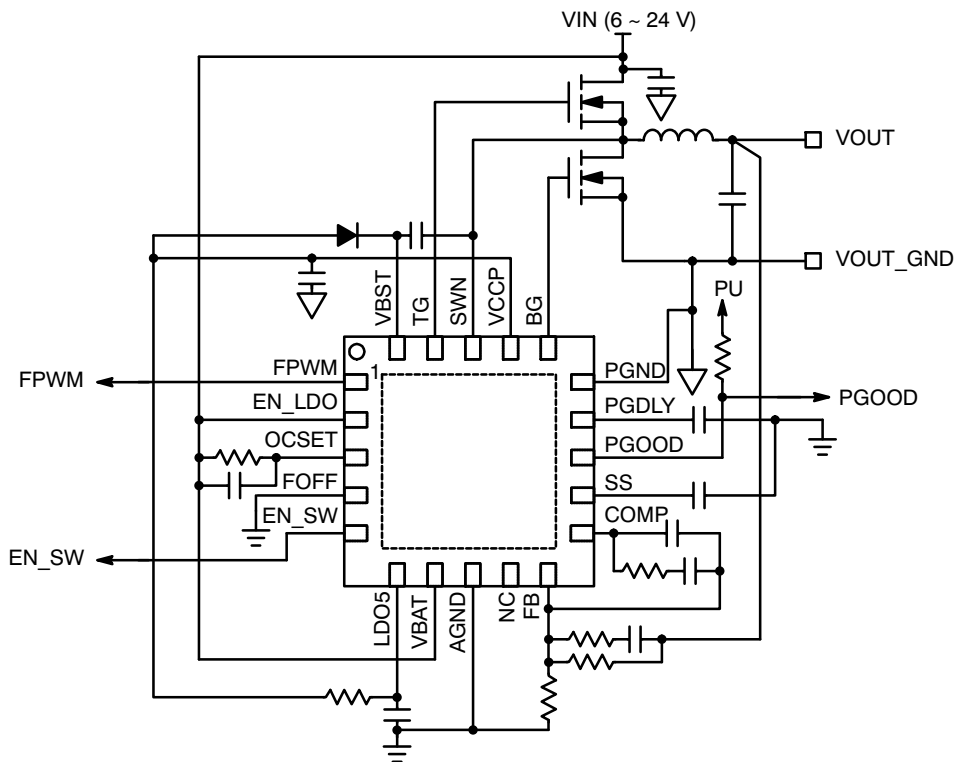 VIN (6 ~ 24 V)
VOUT
VOUT_GND
PU
VBST
TG
SWN
VCCP
BG
1
FPWM
FPWM
EN_LDO
OCSET
FOFF
EN_SW
EN_SW
PGND
PGDLY
PGOOD
PGOOD
SS
COMP
LDO5
VBAT
AGND
NC
FB